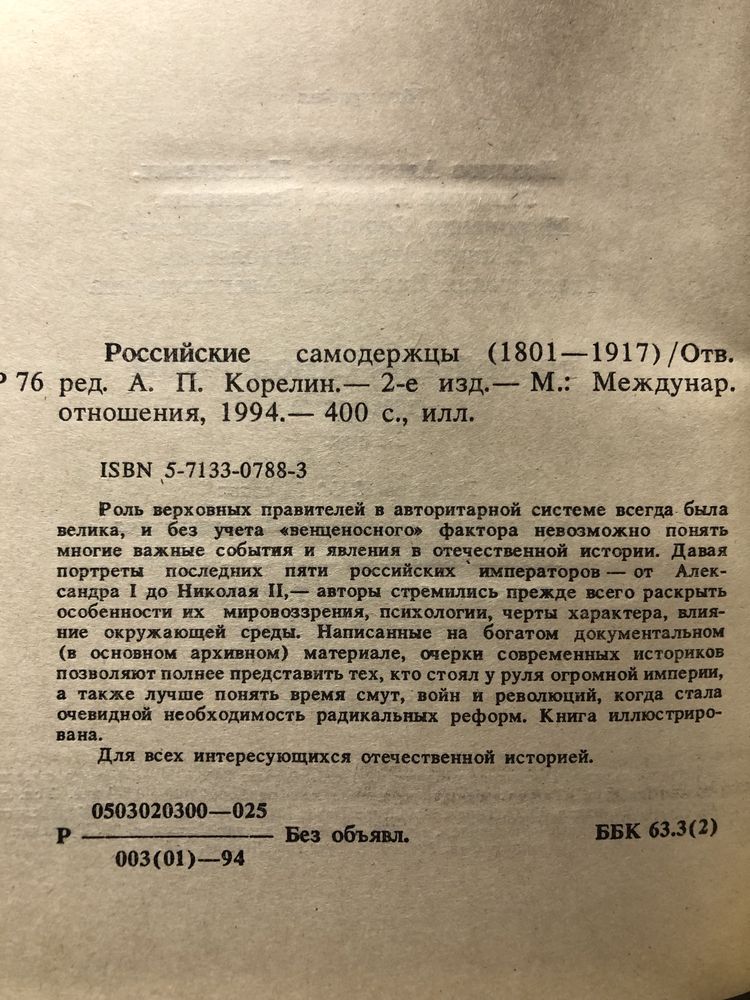 Российские самодержцы (1801—1917)/Отв.
Р 76 ред. А. П. Корелин.— 2-е изд.— М.: Междунар.
отношения, 1994.— 400 с., илл.
ISBN 5-7133-0788-3
Роль верховных правителей в авторитарной системе всегда была
велика, и без учета «венценосного» фактора невозможно понять
многие важные события и явления в отечественной истории. Давая
портреты последних пяти российских императоров — от Алек-
сандра I до Николая II,— авторы стремились прежде всего раскрыть
особенности их мировоззрения, психологии, черты характера, влия-
ние окружающей среды. Написанные на богатом документальном
(в основном архивном) материале, очерки современных историков
позволяют полнее представить тех, кто стоял у руля огромной империи,
а также лучше понять время смут, войн и революций, когда стала
очевидной необходимость радикальных реформ. Книга иллюстриро-
вана.
Для всех интересующихся отечественной историей.
0503020300—025
Р ——— Без объявл.
003(01)—94
ББК 63.3(2)